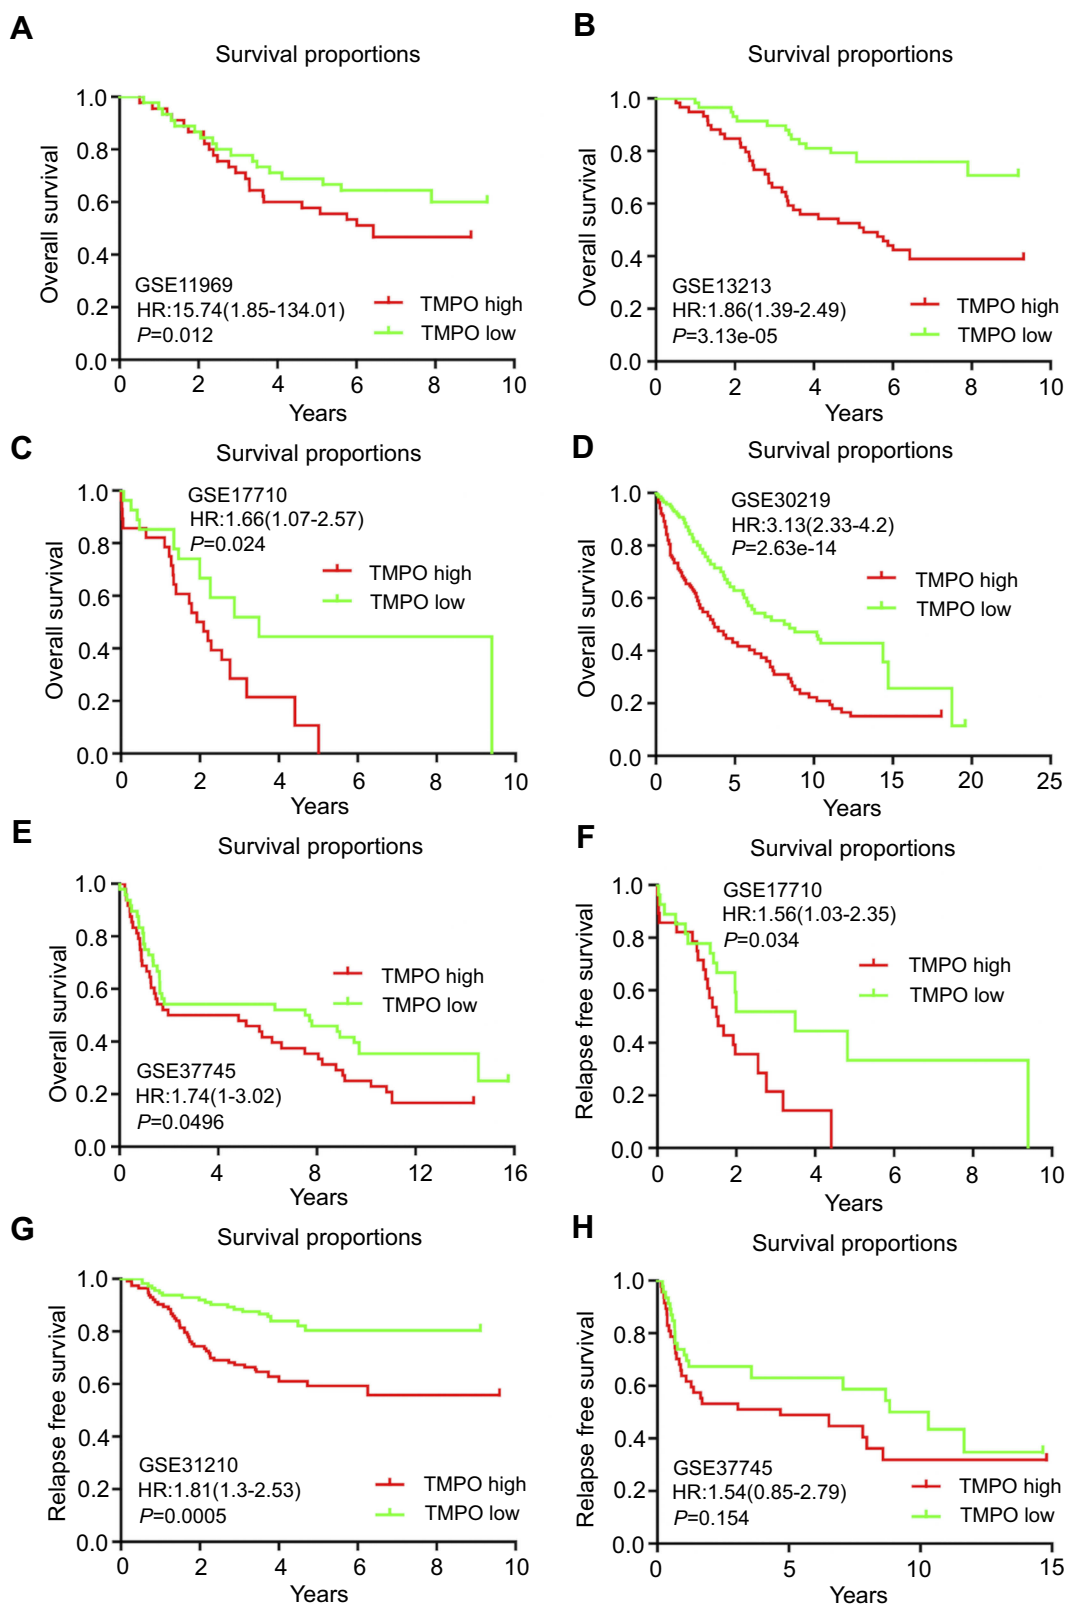 A
Survival proportions
Overall survival
1.0
0.8
0.6
0.4
0.2
0.0
GSE11969
HR:15.74(1.85-134.01)
P=0.012
TMPO high
TMPO low
0 2 4 6 8 10
Years
B
Survival proportions
Overall survival
1.0
0.8
0.6
0.4
0.2
0.0
GSE13213
HR:1.86(1.39-2.49)
P=3.13e-05
TMPO high
TMPO low
0 2 4 6 8 10
Years
C
Survival proportions
Overall survival
1.0
0.8
0.6
0.4
0.2
0.0
GSE17710
HR:1.66(1.07-2.57)
P=0.024
TMPO high
TMPO low
0 2 4 6 8 10
Years
D
Survival proportions
Overall survival
1.0
0.8
0.6
0.4
0.2
0.0
GSE30219
HR:3.13(2.33-4.2)
P=2.63e-14
TMPO high
TMPO low
0 5 10 15 20 25
Years
E
Survival proportions
Overall survival
1.0
0.8
0.6
0.4
0.2
0.0
TMPO high
TMPO low
GSE37745
HR:1.74(1-3.02)
P=0.0496
0 4 8 12 16
Years
F
Survival proportions
Relapse free survival
1.0
0.8
0.6
0.4
0.2
0.0
GSE17710
HR:1.56(1.03-2.35)
P=0.034
TMPO high
TMPO low
0 2 4 6 8 10
Years
G
Survival proportions
Relapse free survival
1.0
0.8
0.6
0.4
0.2
0.0
GSE31210
HR:1.81(1.3-2.53)
P=0.0005
TMPO high
TMPO low
0 2 4 6 8 10
Years
H
Survival proportions
Relapse free survival
1.0
0.8
0.6
0.4
0.2
0.0
GSE37745
HR:1.54(0.85-2.79)
P=0.154
TMPO high
TMPO low
0 5 10 15
Years